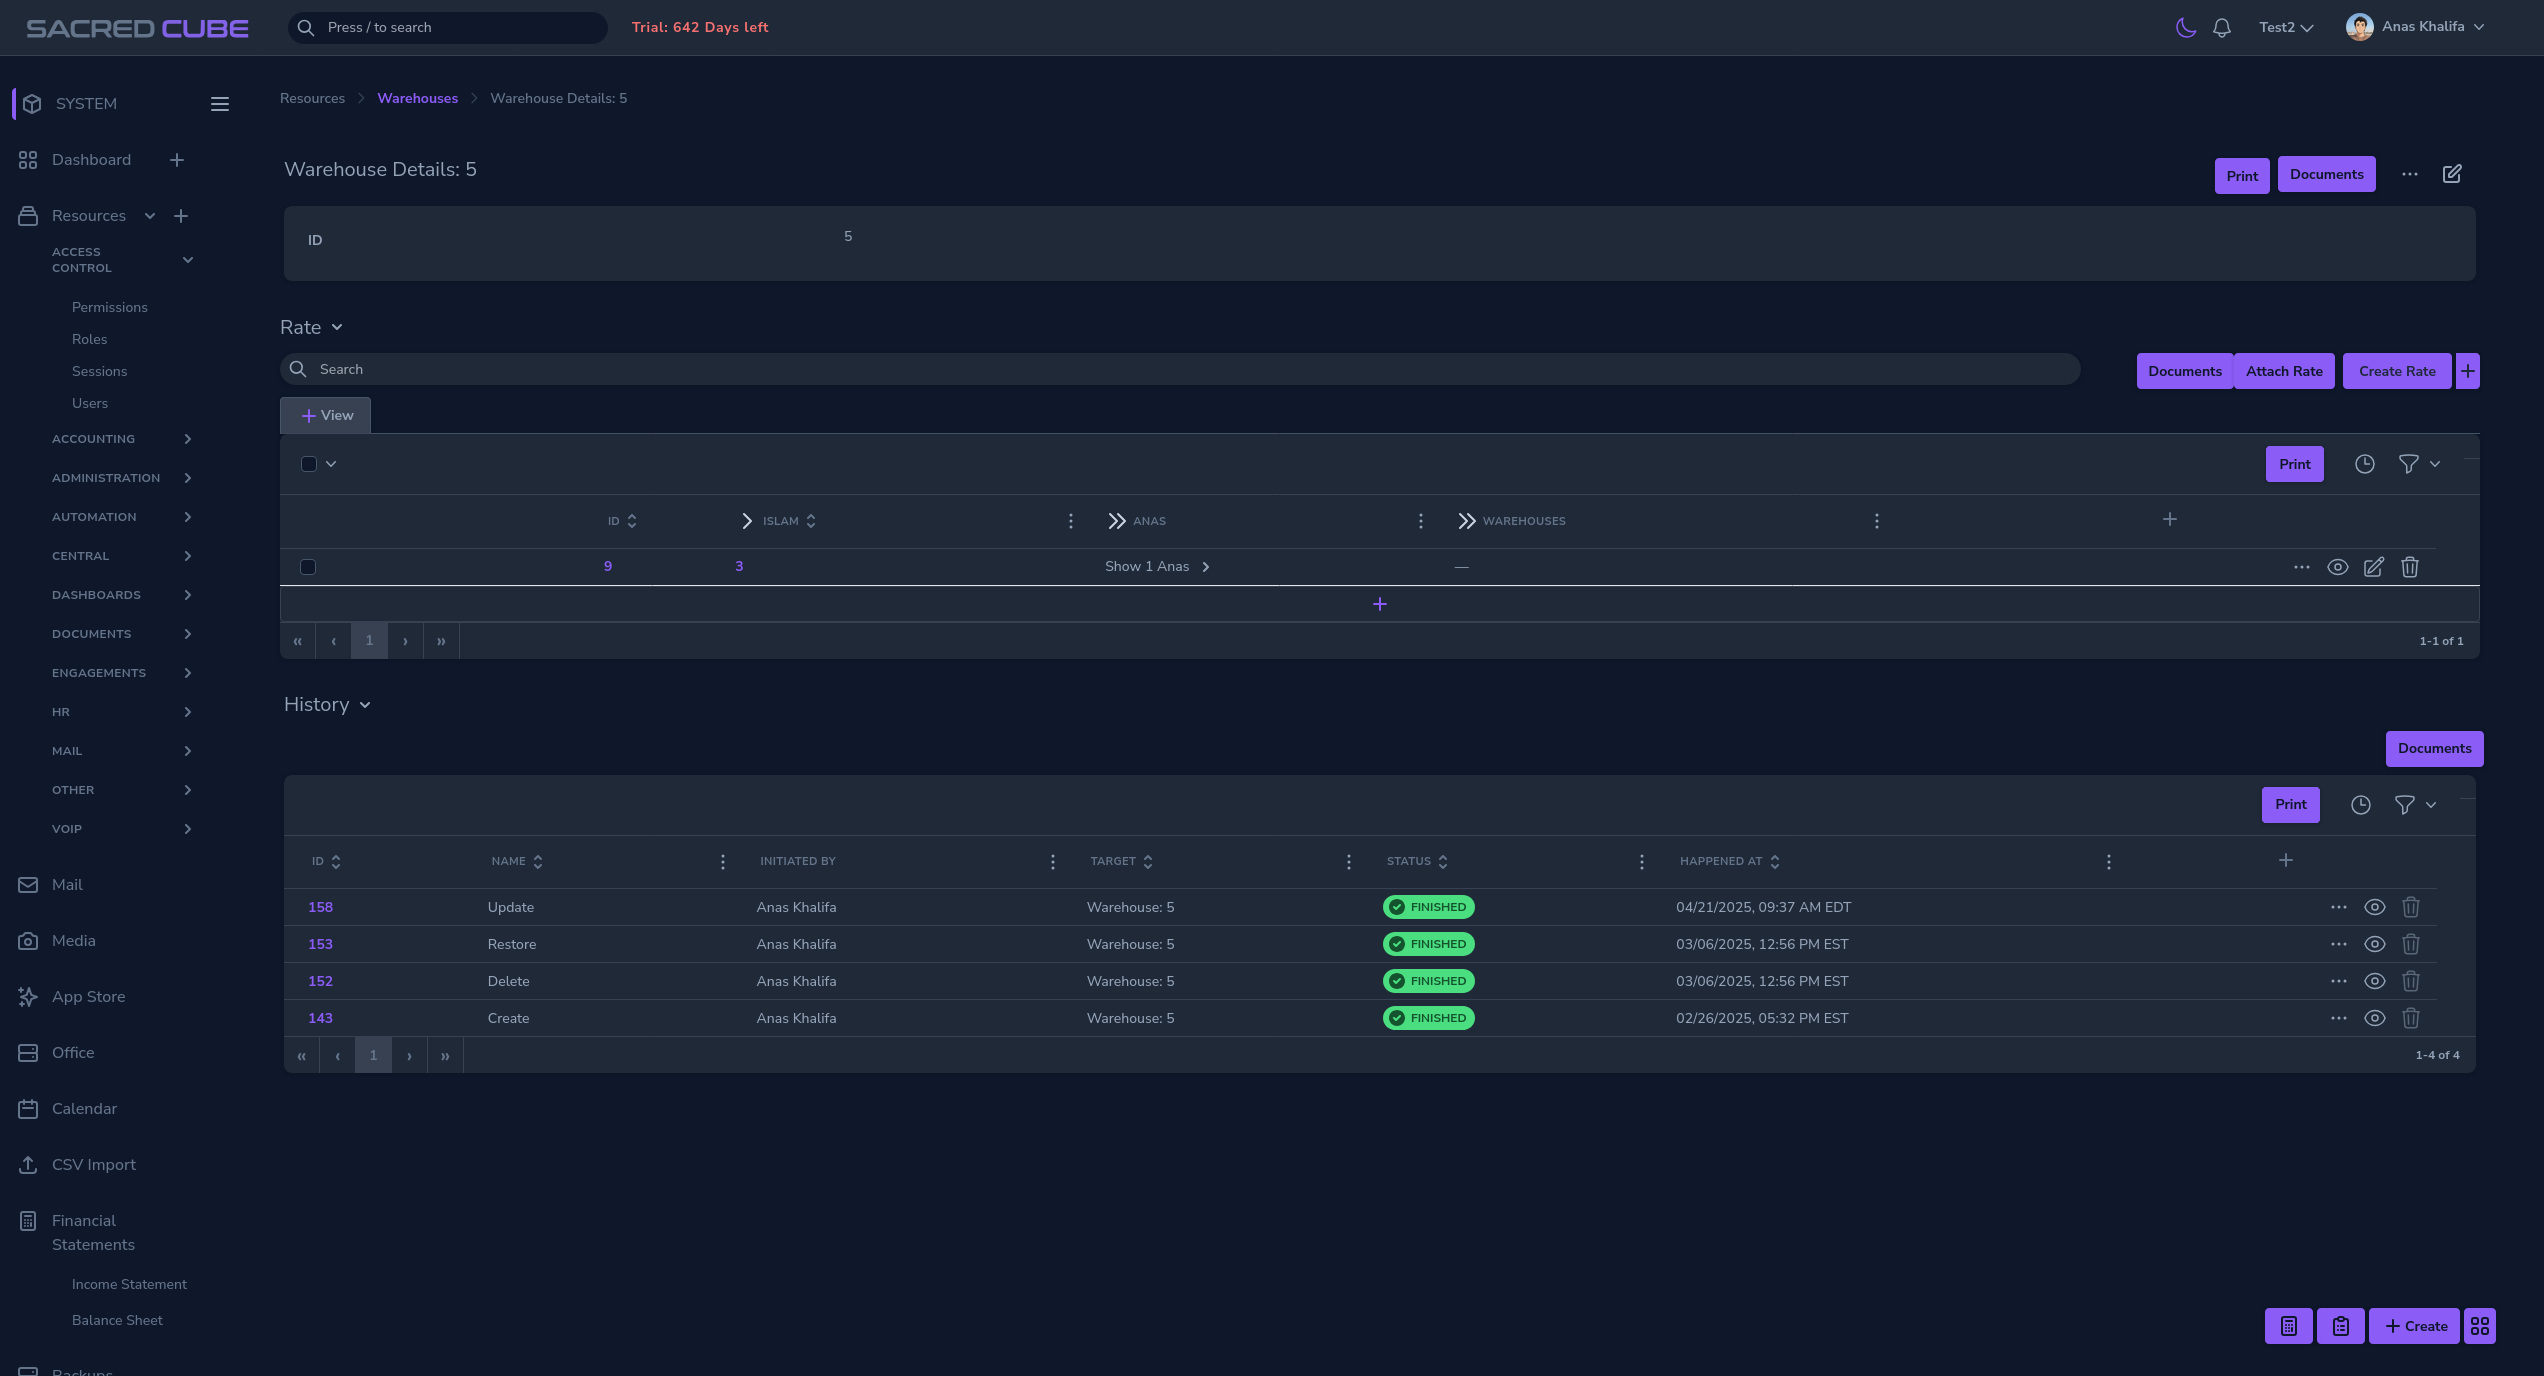 SACRED CUBE
Press / to search
Trial: 642 Days left
Test2
Anas Khalifa
SYSTEM
Dashboard
Resources
ACCESS
CONTROL
Permissions
Roles
Sessions
Users
ACCOUNTING
ADMINISTRATION
AUTOMATION
CENTRAL
DASHBOARDS
DOCUMENTS
ENGAGEMENTS
HR
MAIL
OTHER
VOIP
Mail
Media
App Store
Office
Calendar
CSV Import
Financial
Statements
Income Statement
Balance Sheet
Backups
Resources > Warehouses > Warehouse Details: 5
Warehouse Details: 5
Print Documents
ID 5
Rate
Search
Documents Attach Rate Create Rate +
+ View
Print
ID ISLAM ANAS WAREHOUSES +
9 3 Show 1 Anas —
+
« ‹ 1 › »
1-1 of 1
History
Documents
Print
ID NAME INITIATED BY TARGET STATUS HAPPENED AT +
158 Update Anas Khalifa Warehouse: 5 FINISHED 04/21/2025, 09:37 AM EDT
153 Restore Anas Khalifa Warehouse: 5 FINISHED 03/06/2025, 12:56 PM EST
152 Delete Anas Khalifa Warehouse: 5 FINISHED 03/06/2025, 12:56 PM EST
143 Create Anas Khalifa Warehouse: 5 FINISHED 02/26/2025, 05:32 PM EST
« ‹ 1 › »
1-4 of 4
+ Create